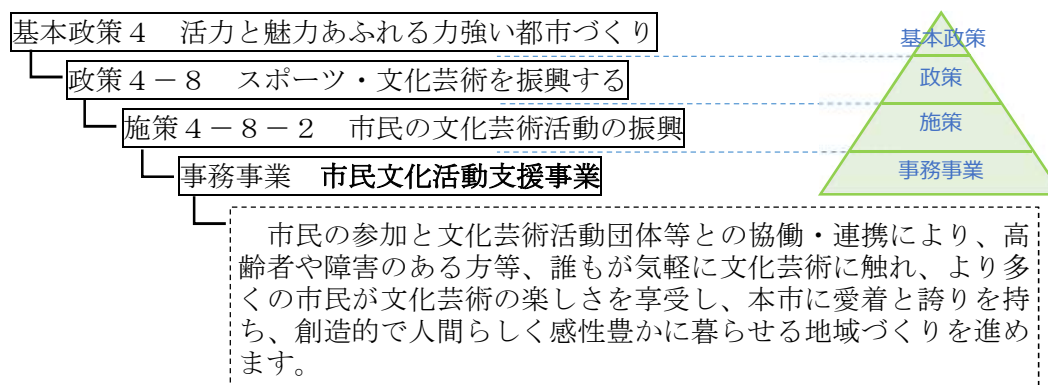 基本政策４　活力と魅力あふれる力強い都市づくり
政策４－８　スポーツ・文化芸術を振興する
施策４－８－２　市民の文化芸術活動の振興
事務事業　市民文化活動支援事業
市民の参加と文化芸術活動団体等との協働・連携により、高
齢者や障害のある方等、誰もが気軽に文化芸術に触れ、より多
くの市民が文化芸術の楽しさを享受し、本市に愛着と誇りを持
ち、創造的で人間らしく感性豊かに暮らせる地域づくりを進め
ます。
基本政策
政策
施策
事務事業